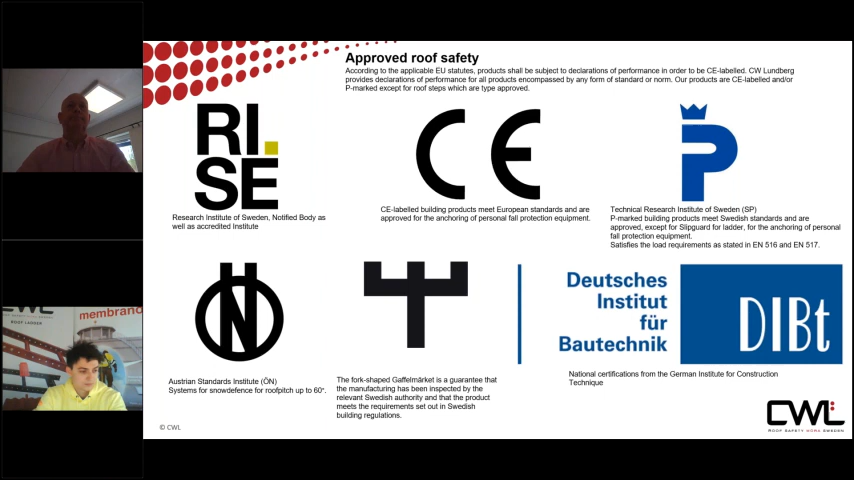 Approved roof safety
According to the applicable EU statutes, products shall be subject to declarations of performance in order to be CE-labelled. CW Lundberg
provides declarations of performance for all products encompassed by any form of standard or norm. Our products are CE-labelled and/or
P-marked except for roof steps which are type approved.
RI.
SE
CE
P
Research Institute of Sweden, Notified Body as
well as accredited Institute
CE-labelled building products meet European standards and are
approved for the anchoring of personal fall protection equipment.
Technical Research Institute of Sweden (SP)
P-marked building products meet Swedish standards and are
approved, except for Slipguard for ladder, for the anchoring of personal
fall protection equipment.
Satisfies the load requirements as stated in EN 516 and EN 517.
Deutsches
Institut
für
Bautechnik
DIBt
Austrian Standards Institute (ÖN)
Systems for snowdefence for roofpitch up to 60°.
The fork-shaped Gaffelmärket is a guarantee that
the manufacturing has been inspected by the
relevant Swedish authority and that the product
meets the requirements set out in Swedish
building regulations.
National certifications from the German Institute for Construction
Technique
© CWL
CWL
ROOF SAFETY WORK SWEDEN
CWL
ROOF LADDER
membran